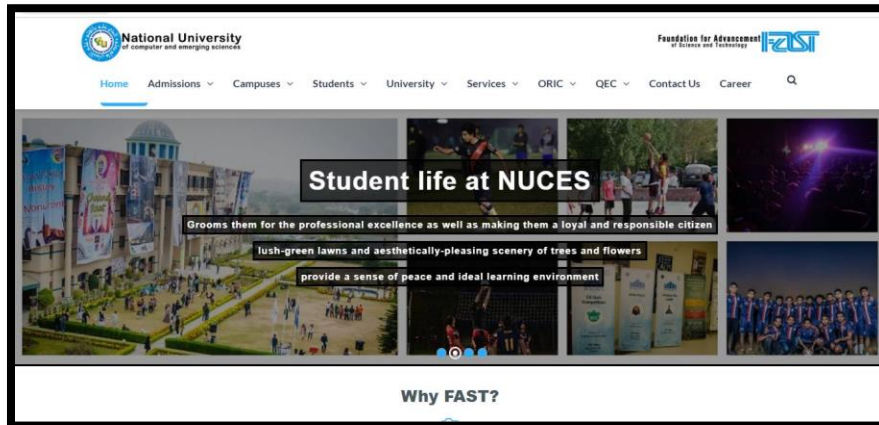 National University
of computer and emerging sciences
Foundation for Advancement
of Science and Technology
FAST
Home Admissions Campuses Students University Services ORIC QEC Contact Us Career
Student life at NUCES
Grooms them for the professional excellence as well as making them a loyal and responsible citizen
lush-green lawns and aesthetically-pleasing scenery of trees and flowers
provide a sense of peace and ideal learning environment
Why FAST?